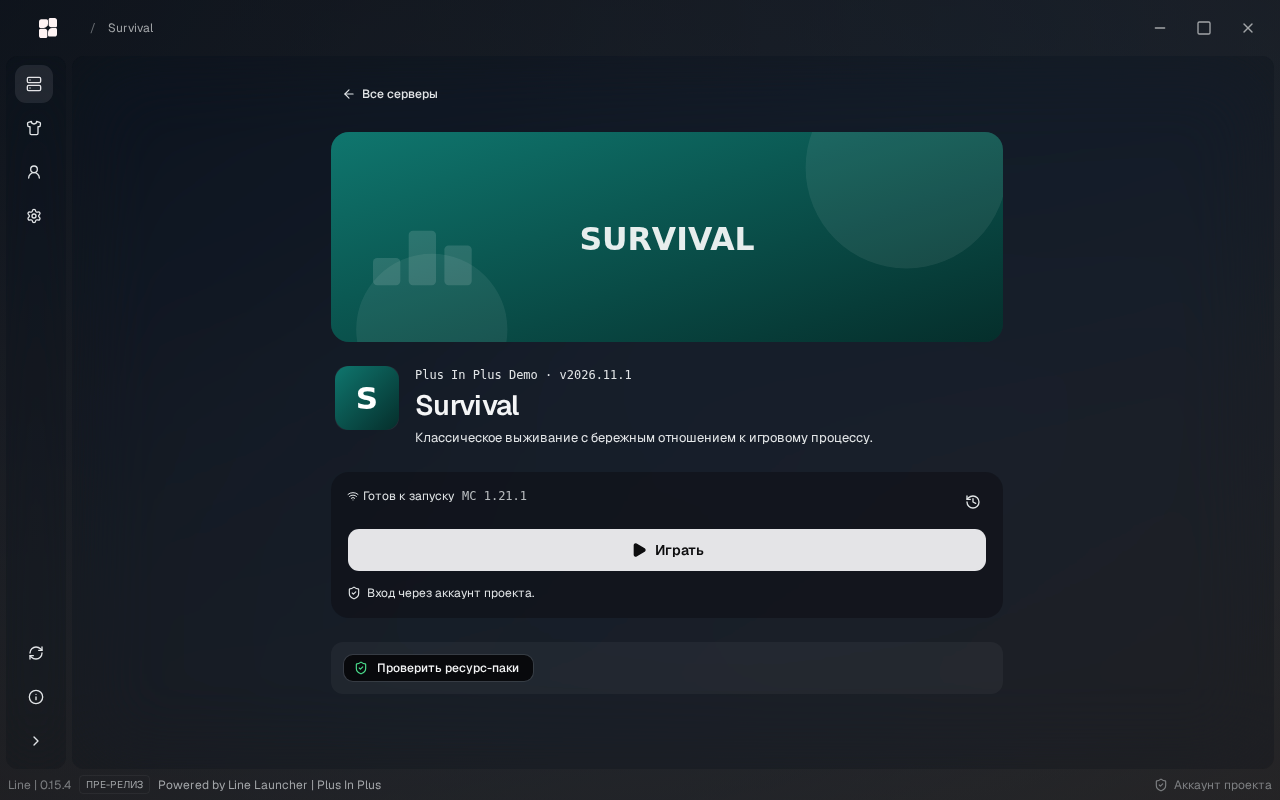 / Survival
Все серверы
SURVIVAL
S
Plus In Plus Demo · v2026.11.1
Survival
Классическое выживание с бережным отношением к игровому процессу.
Готов к запуску MC 1.21.1
Играть
Вход через аккаунт проекта.
Проверить ресурс-паки
Line | 0.15.4 ПРЕ-РЕЛИЗ Powered by Line Launcher | Plus In Plus
Аккаунт проекта